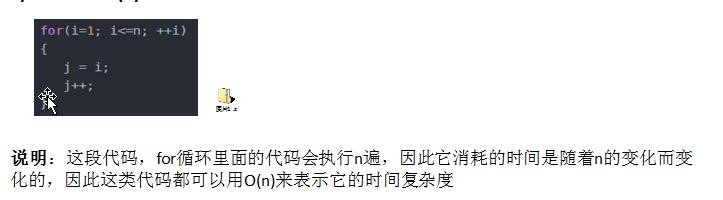 for(i=1; i<=n; ++i)
{
j = i;
j++;
}
说明：这段代码，for循环里面的代码会执行n遍，因此它消耗的时间是随着n的变化而变
化的，因此这类代码都可以用O(n)来表示它的时间复杂度